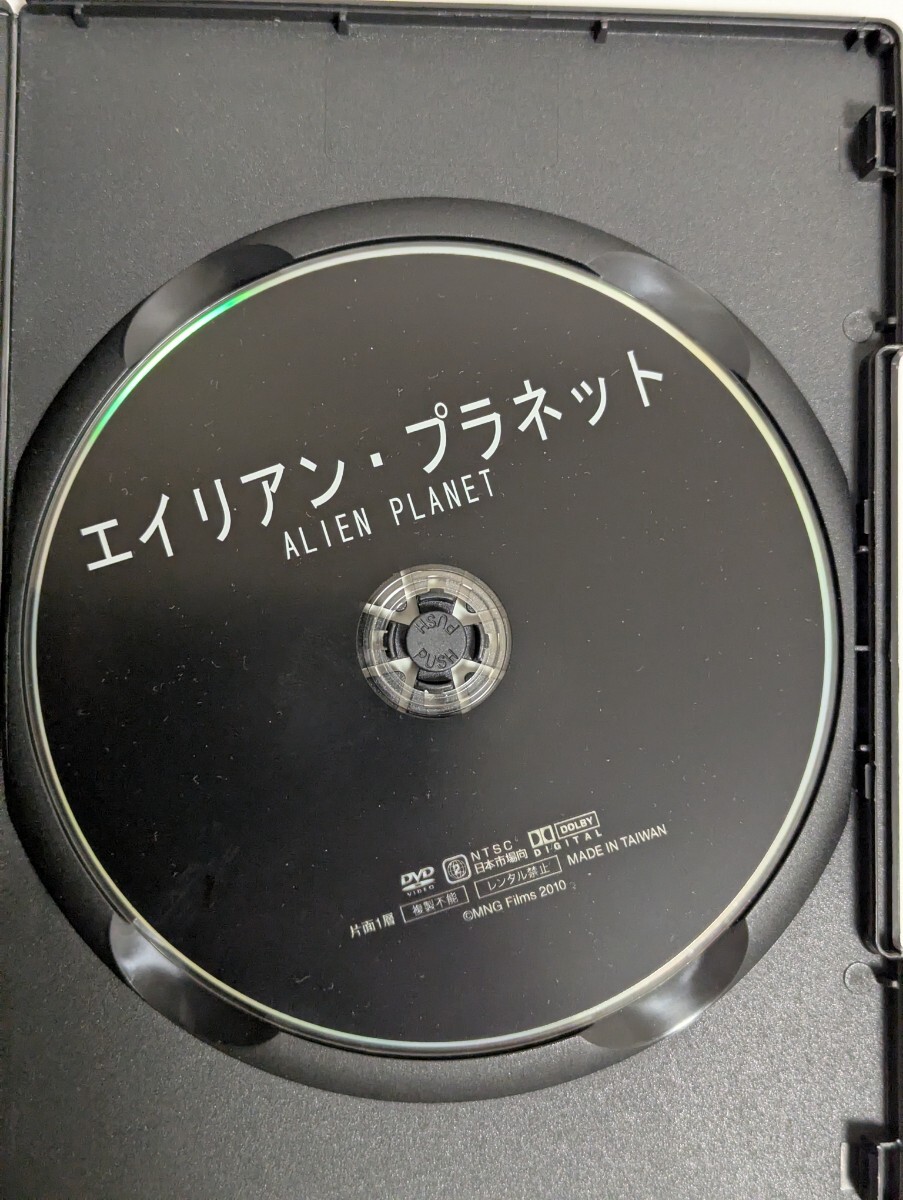 エイリアン・プラネット
ALIEN PLANET
PUSH
PUSH
DVD VIDEO 2 NTSC 日本市場向 DOLBY DIGITAL MADE IN TAIWAN
片面1層 複製不能 レンタル禁止
©MNG Films 2010